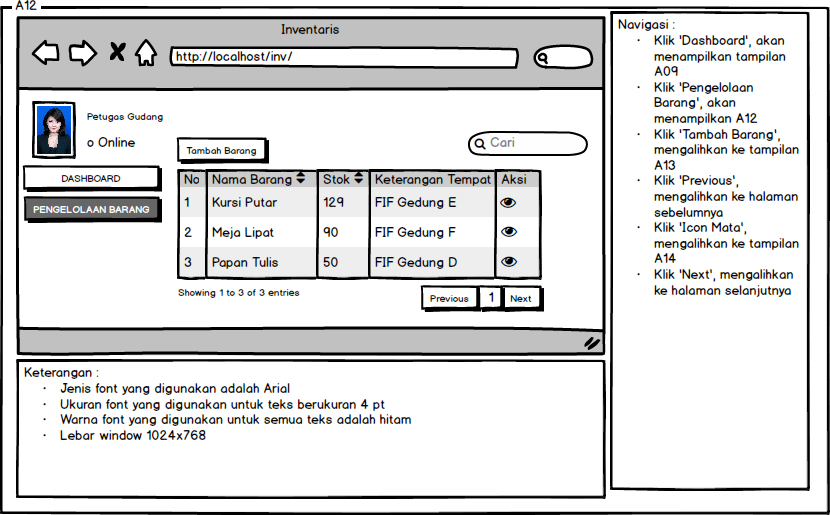 A12
Inventaris
http://localhost/inv/
Petugas Gudang
o Online
DASHBOARD
PENGELOLAAN BARANG
Tambah Barang
Cari
No Nama Barang Stok Keterangan Tempat Aksi
1 Kursi Putar 129 FIF Gedung E
2 Meja Lipat 90 FIF Gedung F
3 Papan Tulis 50 FIF Gedung D
Showing 1 to 3 of 3 entries
Previous 1 Next
Navigasi :
· Klik 'Dashboard', akan
menampilkan tampilan
A09
· Klik 'Pengelolaan
Barang', akan
menampilkan A12
· Klik 'Tambah Barang',
mengalihkan ke tampilan
A13
· Klik 'Previous',
mengalihkan ke halaman
sebelumnya
· Klik 'Icon Mata',
mengalihkan ke tampilan
A14
· Klik 'Next', mengalihkan
ke halaman selanjutnya
Keterangan :
· Jenis font yang digunakan adalah Arial
· Ukuran font yang digunakan untuk teks berukuran 4 pt
· Warna font yang digunakan untuk semua teks adalah hitam
· Lebar window 1024x768